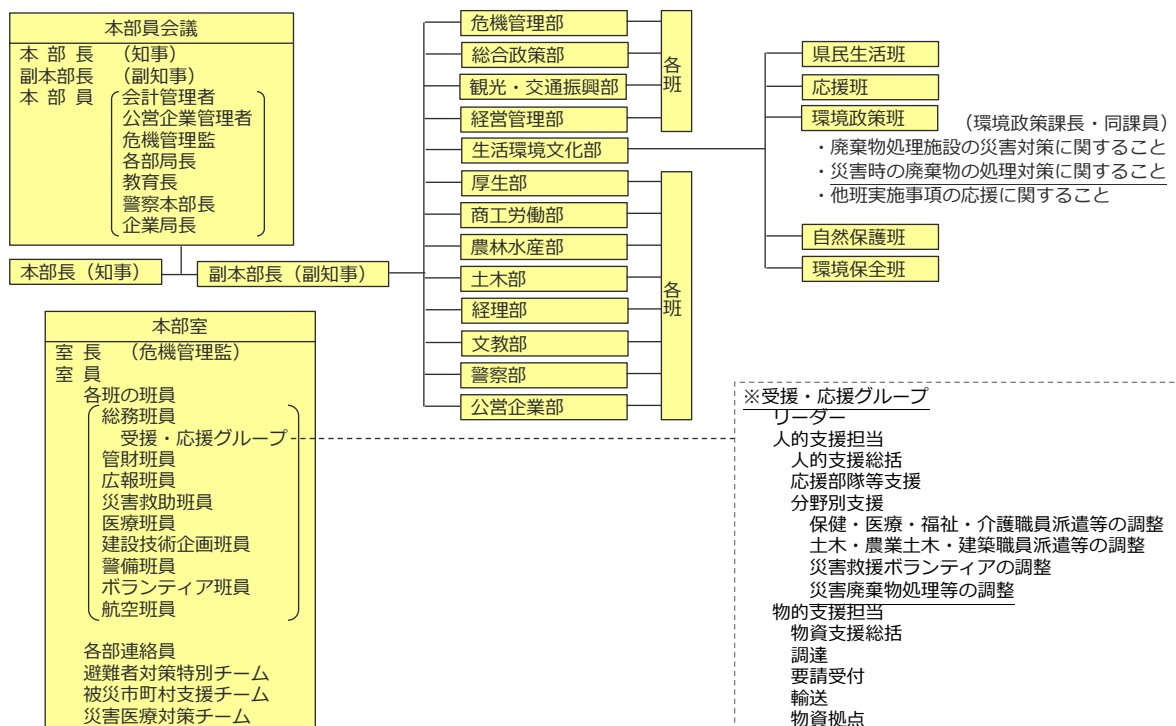 本部員会議
本 部 長　（知事）
副本部長　（副知事）
本 部 員　会計管理者
公営企業管理者
危機管理監
各部局長
教育長
警察本部長
企業局長
本部長（知事）
副本部長（副知事）
危機管理部
総合政策部
観光・交通振興部
経営管理部
各班
生活環境文化部
厚生部
商工労働部
農林水産部
土木部
経理部
文教部
警察部
公営企業部
各班
県民生活班
応援班
環境政策班　（環境政策課長・同課員）
・廃棄物処理施設の災害対策に関すること
・災害時の廃棄物の処理対策に関すること
・他班実施事項の応援に関すること
自然保護班
環境保全班
本部室
室 長　（危機管理監）
室 員
各班の班員
総務班員
受援・応援グループ
管財班員
広報班員
災害救助班員
医療班員
建設技術企画班員
警備班員
ボランティア班員
航空班員
各部連絡員
避難者対策特別チーム
被災市町村支援チーム
災害医療対策チーム
※受援・応援グループ
リーダー
人的支援担当
人的支援総括
応援部隊等支援
分野別支援
保健・医療・福祉・介護職員派遣等の調整
土木・農業土木・建築職員派遣等の調整
災害救援ボランティアの調整
災害廃棄物処理等の調整
物的支援担当
物資支援総括
調達
要請受付
輸送
物資拠点